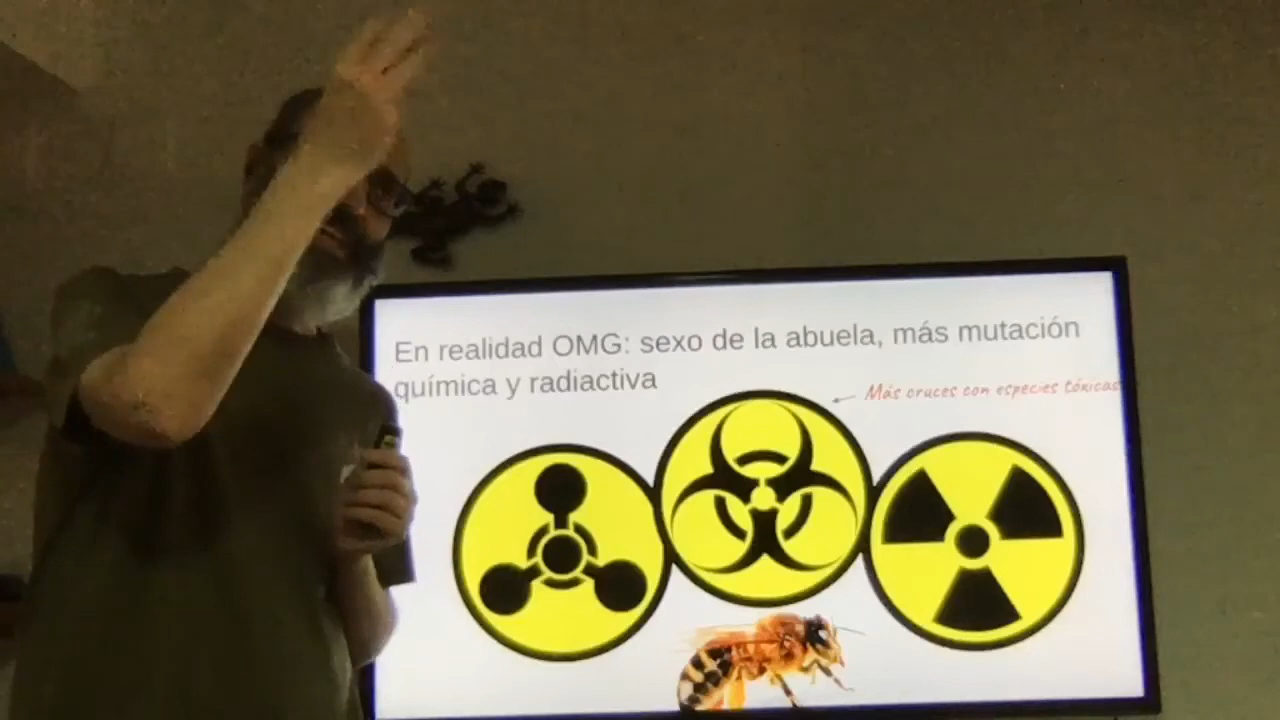 En realidad OMG: sexo de la abuela, más mutación
química y radiactiva
Más cruces con especies tóxicas